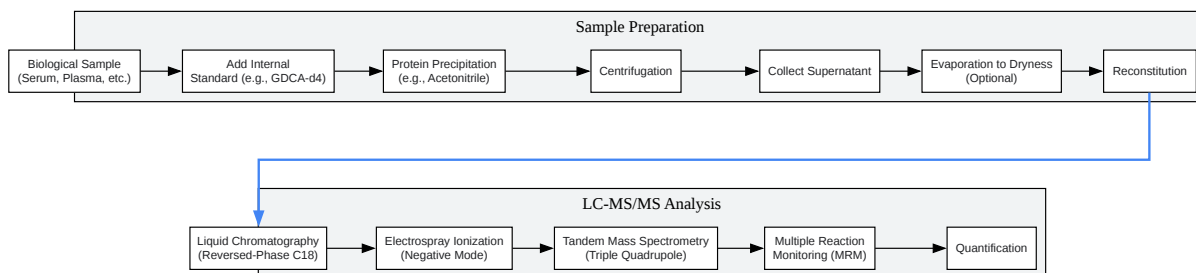 Sample Preparation
Biological Sample
(Serum, Plasma, etc.)
Add Internal
Standard (e.g., GDCA-d4)
Protein Precipitation
(e.g., Acetonitrile)
Centrifugation
Collect Supernatant
Evaporation to Dryness
(Optional)
Reconstitution
LC-MS/MS Analysis
Liquid Chromatography
(Reversed-Phase C18)
Electrospray Ionization
(Negative Mode)
Tandem Mass Spectrometry
(Triple Quadrupole)
Multiple Reaction
Monitoring (MRM)
Quantification